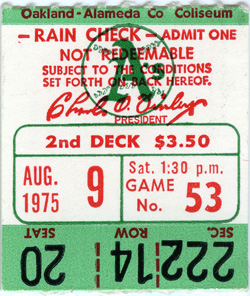 Oakland-Alameda Co Coliseum
- RAIN CHECK - ADMIT ONE
NOT REDEEMABLE
SUBJECT TO THE CONDITIONS
SET FORTH ON BACK HEREOF.
Charles O. Finley
PRESIDENT
A's
2nd DECK $3.50
AUG. 9 1975
Sat. 1:30 p.m.
GAME No. 53
SEC. ROW SEAT
222 14 20